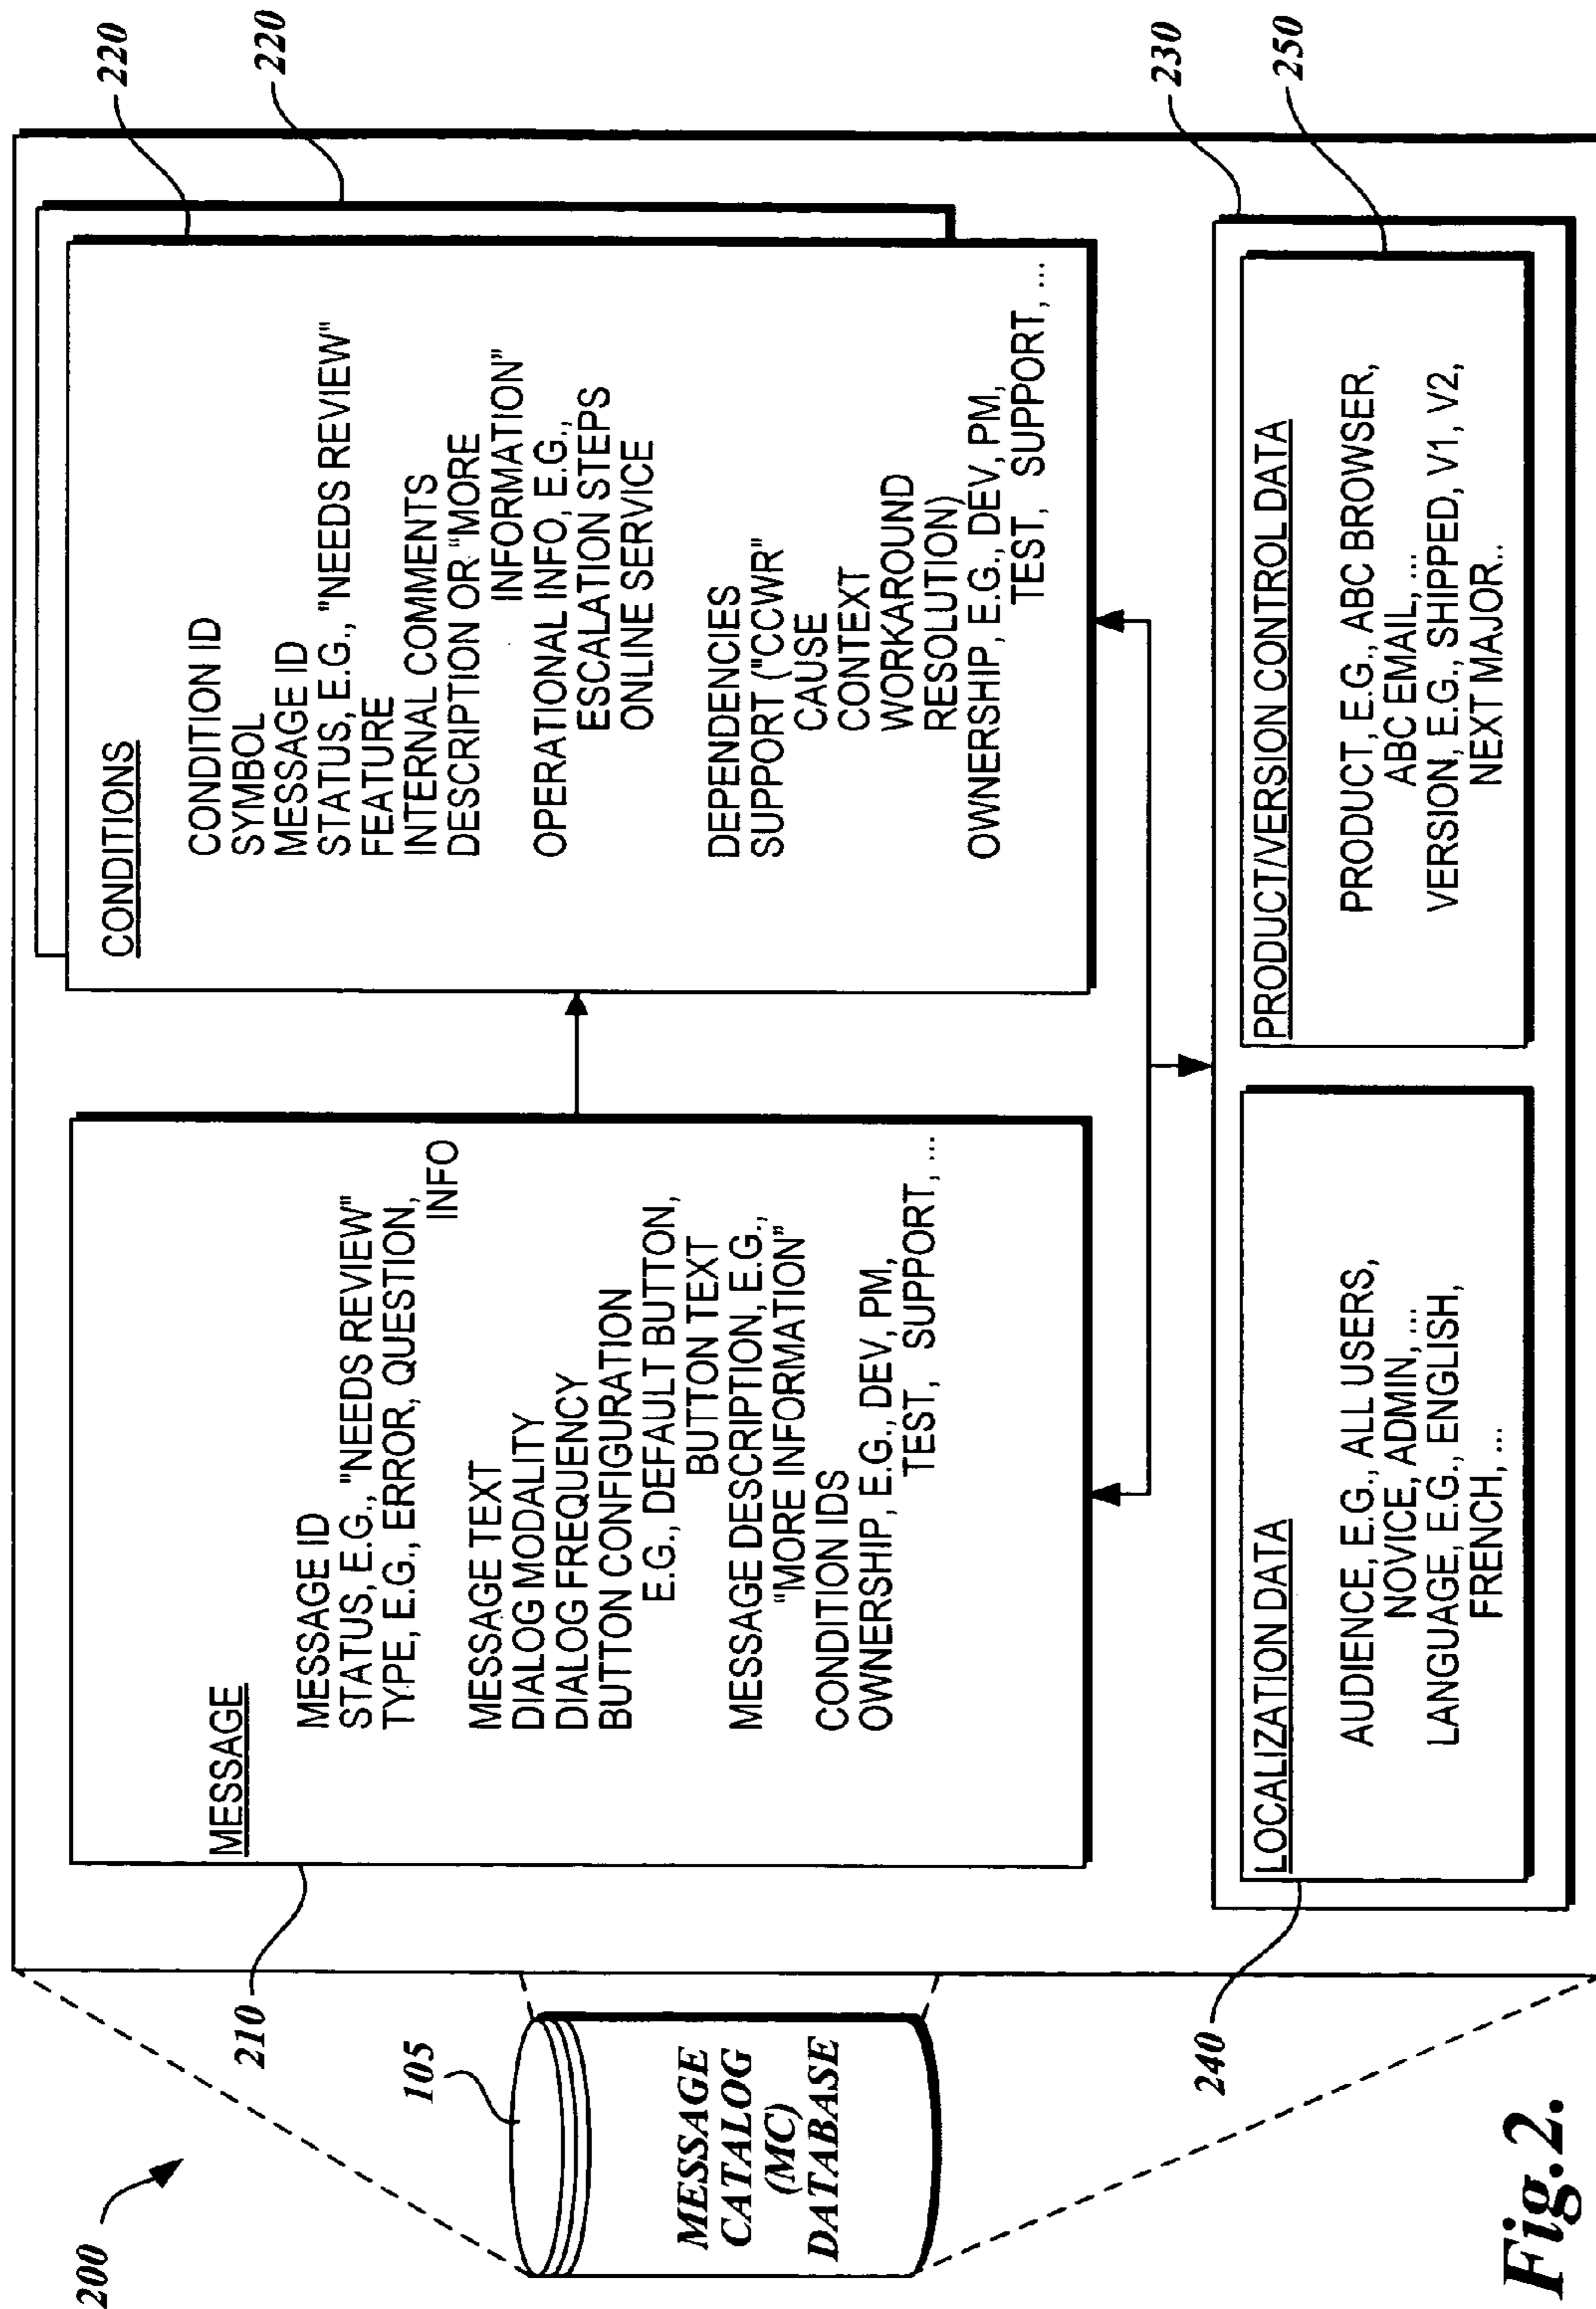 200
105
MESSAGE
CATALOG
(MC)
DATABASE
210
MESSAGE
MESSAGE ID
STATUS, E.G., "NEEDS REVIEW"
TYPE, E.G., ERROR, QUESTION,
INFO
MESSAGE TEXT
DIALOG MODALITY
DIALOG FREQUENCY
BUTTON CONFIGURATION
E.G., DEFAULT BUTTON,
BUTTON TEXT
MESSAGE DESCRIPTION, E.G.,
"MORE INFORMATION"
CONDITION IDS
OWNERSHIP, E.G., DEV, PM,
TEST, SUPPORT, ...
220
220
CONDITIONS
CONDITION ID
SYMBOL
MESSAGE ID
STATUS, E.G., "NEEDS REVIEW"
FEATURE
INTERNAL COMMENTS
DESCRIPTION OR "MORE
INFORMATION"
OPERATIONAL INFO, E.G.,
ESCALATION STEPS
ONLINE SERVICE
DEPENDENCIES
SUPPORT ("CCWR"
CAUSE
CONTEXT
WORKAROUND
RESOLUTION)
OWNERSHIP, E.G., DEV, PM,
TEST, SUPPORT, ...
230
240
LOCALIZATION DATA
AUDIENCE, E.G., ALL USERS,
NOVICE, ADMIN, ...
LANGUAGE, E.G., ENGLISH,
FRENCH, ...
250
PRODUCT/VERSION CONTROL DATA
PRODUCT, E.G., ABC BROWSER,
ABC EMAIL, ...
VERSION, E.G., SHIPPED, V1, V2,
NEXT MAJOR..
Fig.2.